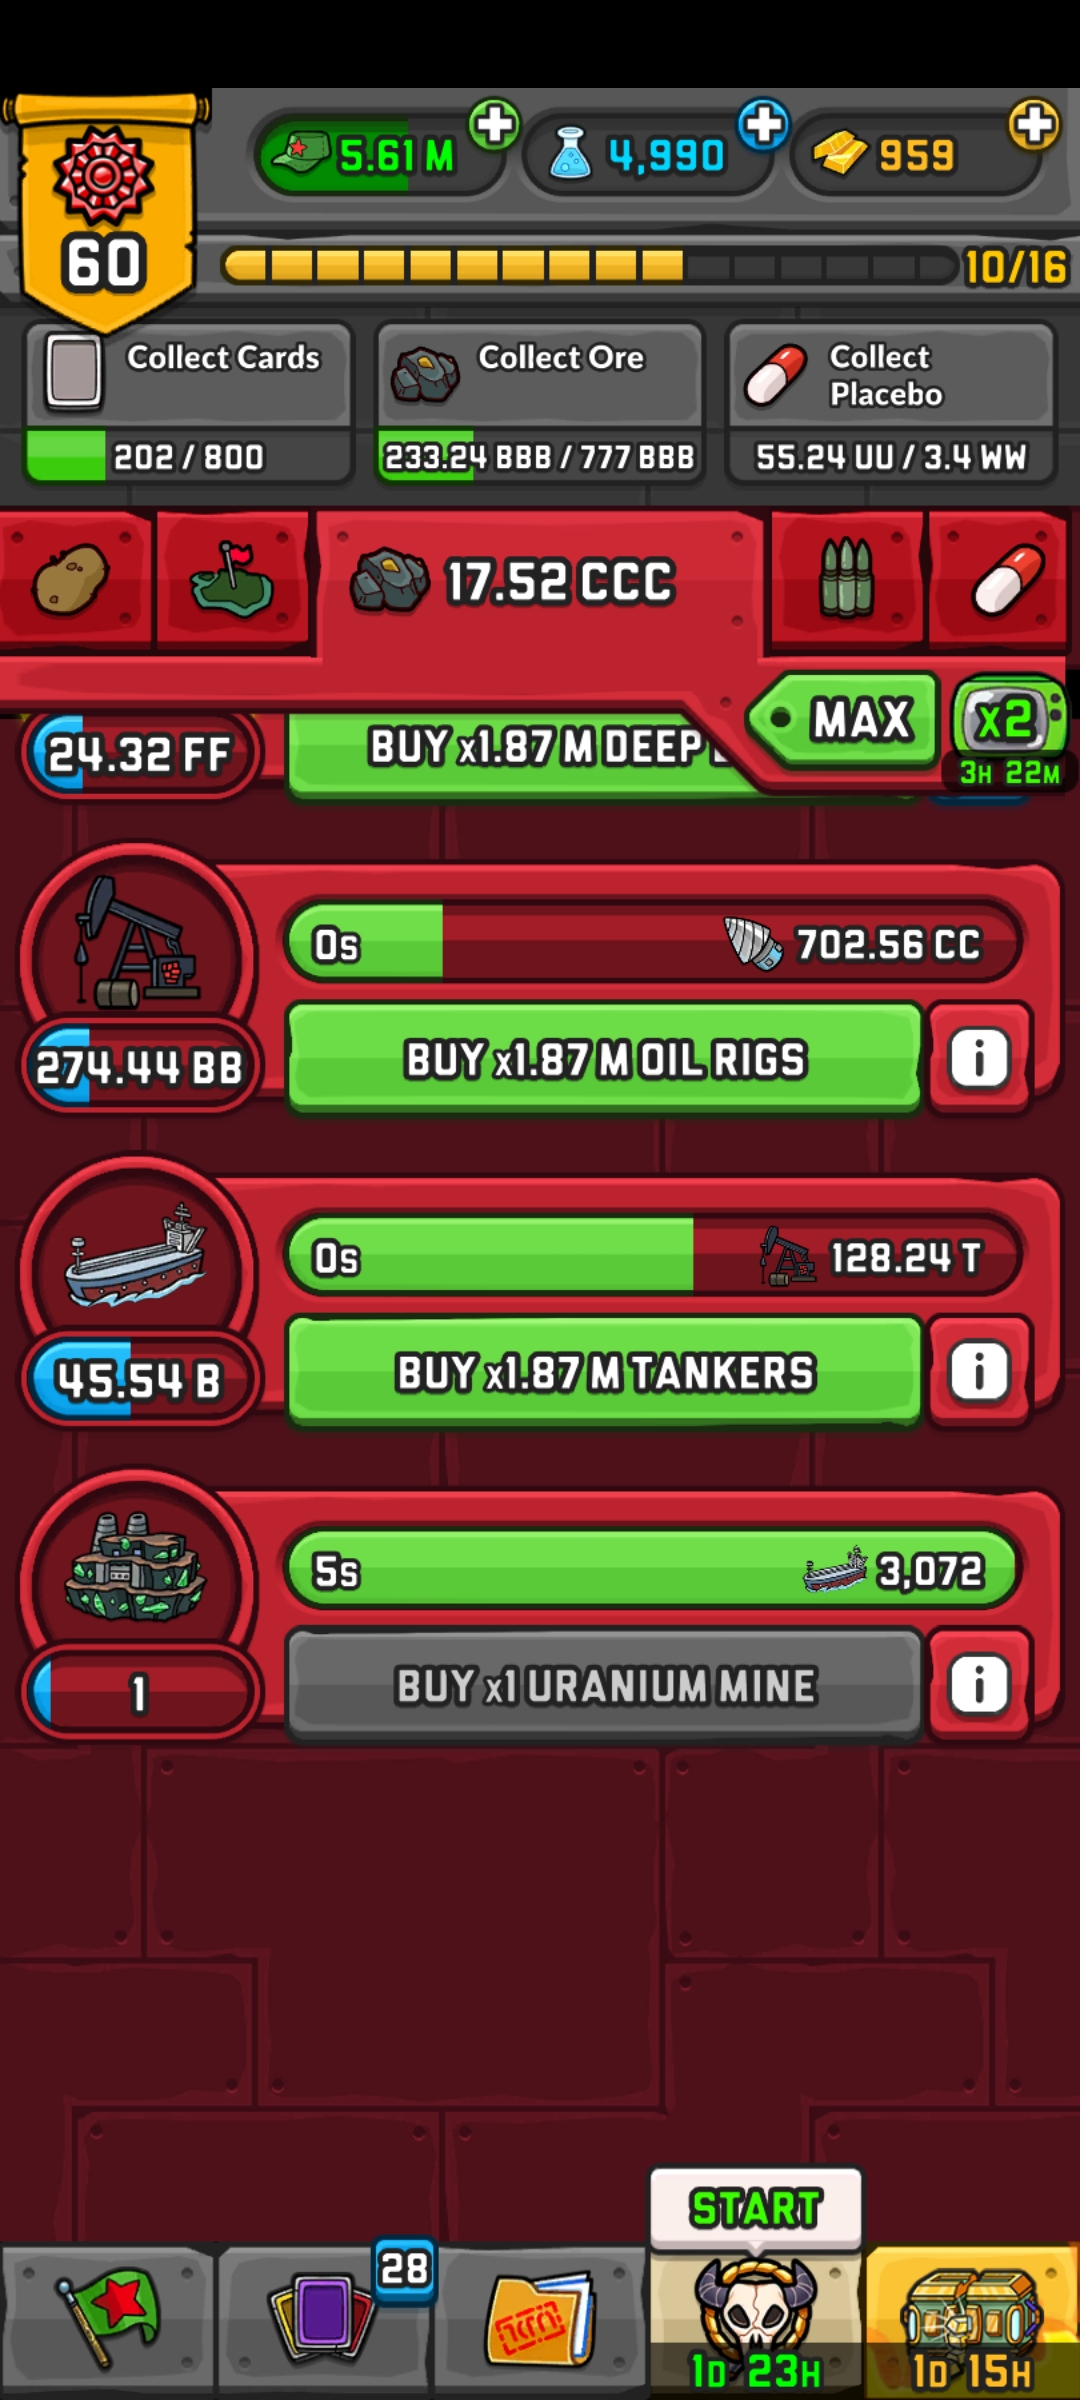 5.61 M
4,990
959
60
10/16
Collect Cards
202 / 800
Collect Ore
233.24 BBB / 777 BBB
Collect
Placebo
55.24 UU / 3.4 WW
17.52 CCC
MAX
x2
3H 22M
24.32 FF
BUY x1.87 M DEEP
0s
702.56 CC
274.44 BB
BUY x1.87 M OIL RIGS
0s
128.24 T
45.54 B
BUY x1.87 M TANKERS
5s
3,072
1
BUY x1 URANIUM MINE
START
28
1D 23H
1D 15H